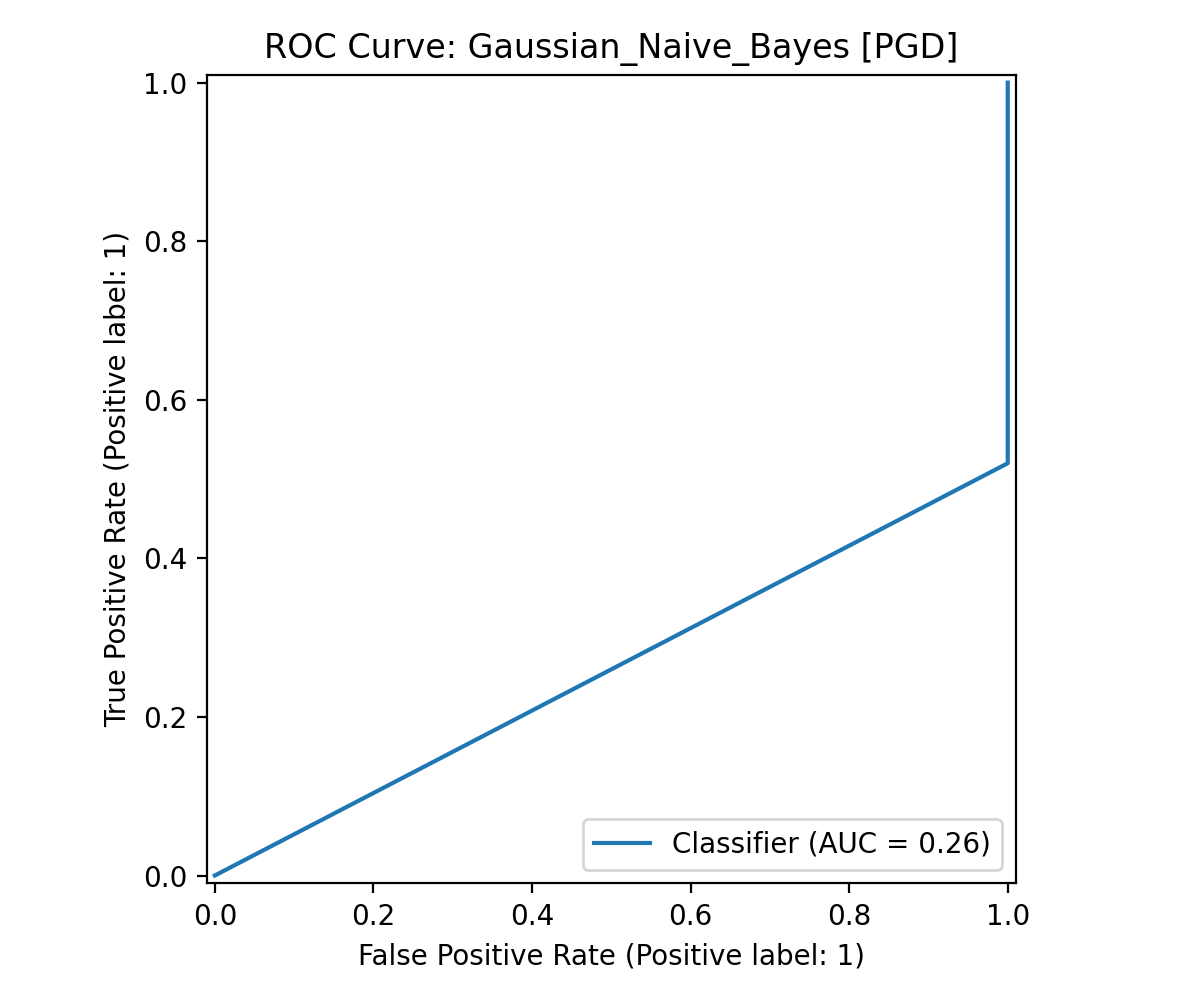 ROC Curve: Gaussian_Naive_Bayes [PGD]
True Positive Rate (Positive label: 1)
1.0
0.8
0.6
0.4
0.2
0.0
Classifier (AUC = 0.26)
0.0 0.2 0.4 0.6 0.8 1.0
False Positive Rate (Positive label: 1)